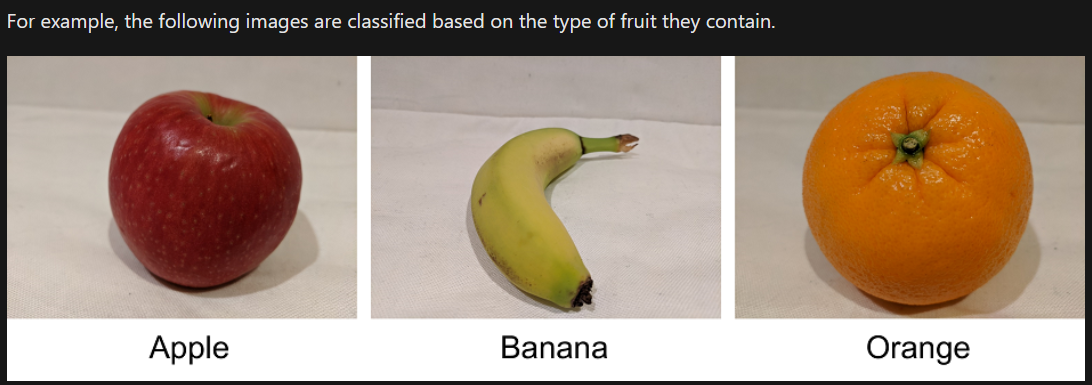 For example, the following images are classified based on the type of fruit they contain.
Apple
Banana
Orange